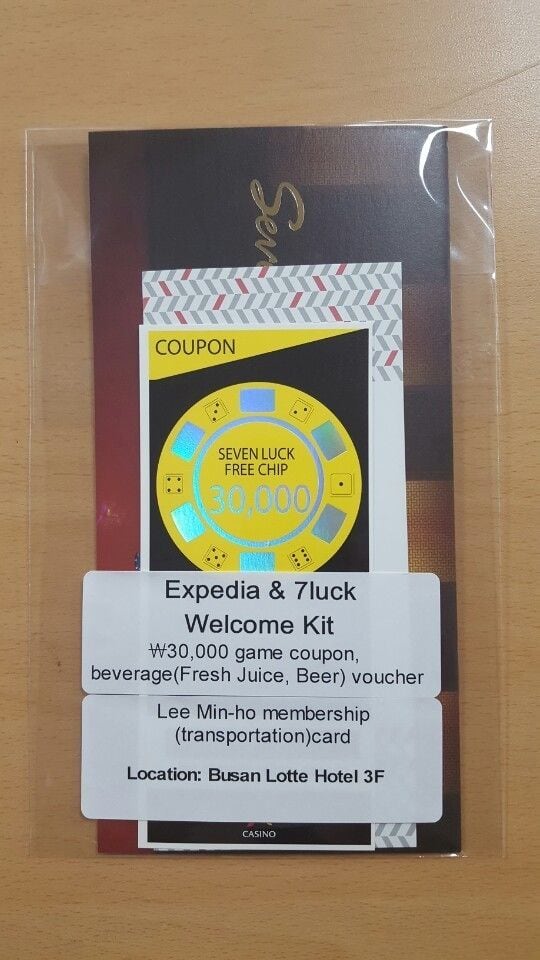 Seve
COUPON
SEVEN LUCK
FREE CHIP
30,000
Expedia & 7luck
Welcome Kit
₩30,000 game coupon,
beverage(Fresh Juice, Beer) voucher
Lee Min-ho membership
(transportation)card
Location: Busan Lotte Hotel 3F
CASINO